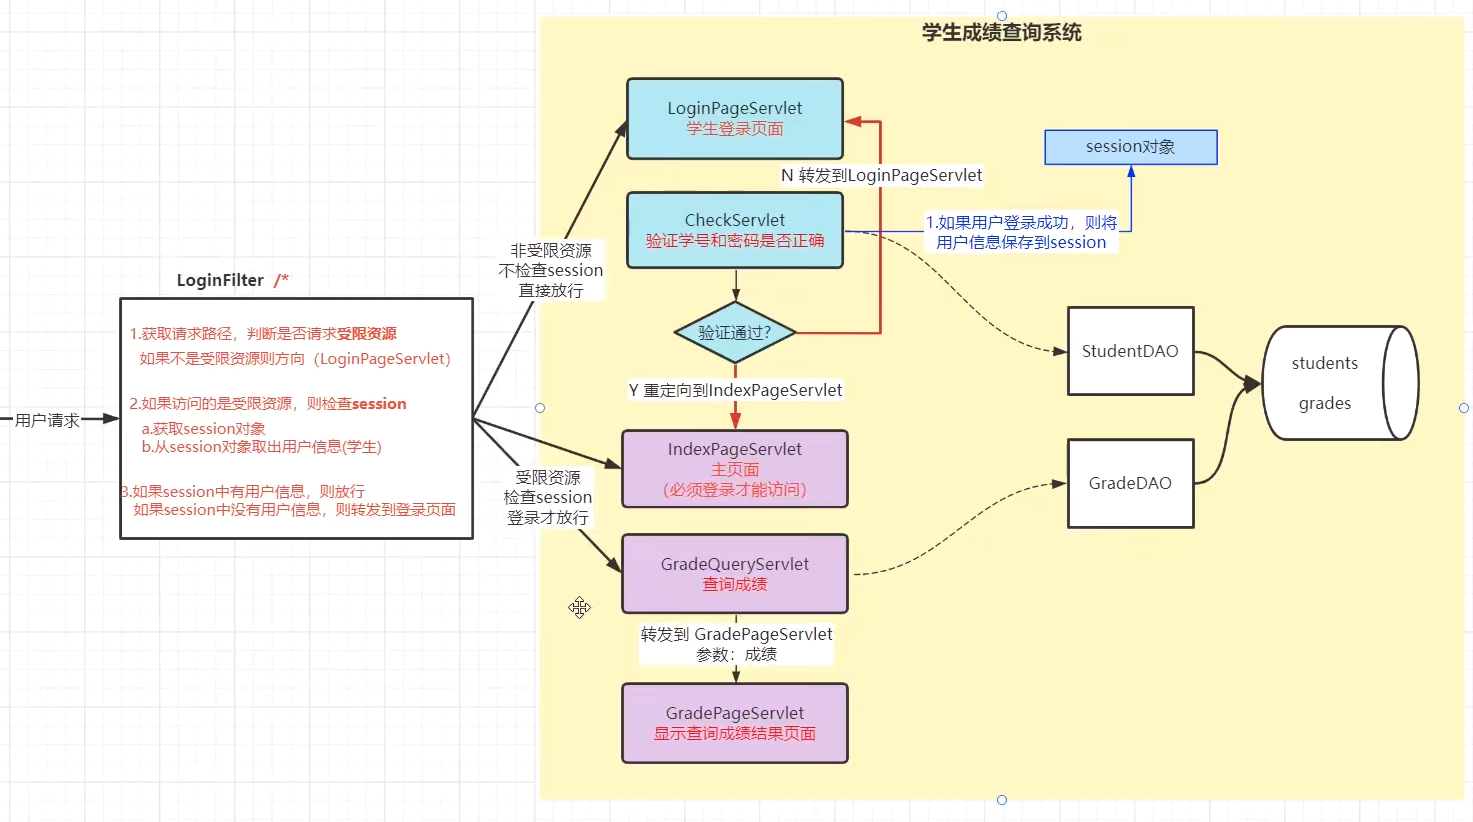 学生成绩查询系统
LoginPageServlet
学生登录页面
session对象
N 转发到LoginPageServlet
CheckServlet
验证学号和密码是否正确
1.如果用户登录成功，则将
用户信息保存到session
非受限资源
不检查session
直接放行
LoginFilter /*
1.获取请求路径，判断是否请求受限资源
如果不是受限资源则方向（LoginPageServlet）
2.如果访问的是受限资源，则检查session
a.获取session对象
b.从session对象取出用户信息(学生)
3.如果session中有用户信息，则放行
如果session中没有用户信息，则转发到登录页面
用户请求
验证通过?
Y 重定向到IndexPageServlet
StudentDAO
students
grades
IndexPageServlet
主页面
（必须登录才能访问）
受限资源
检查session
登录才放行
GradeDAO
GradeQueryServlet
查询成绩
转发到 GradePageServlet
参数：成绩
GradePageServlet
显示查询成绩结果页面